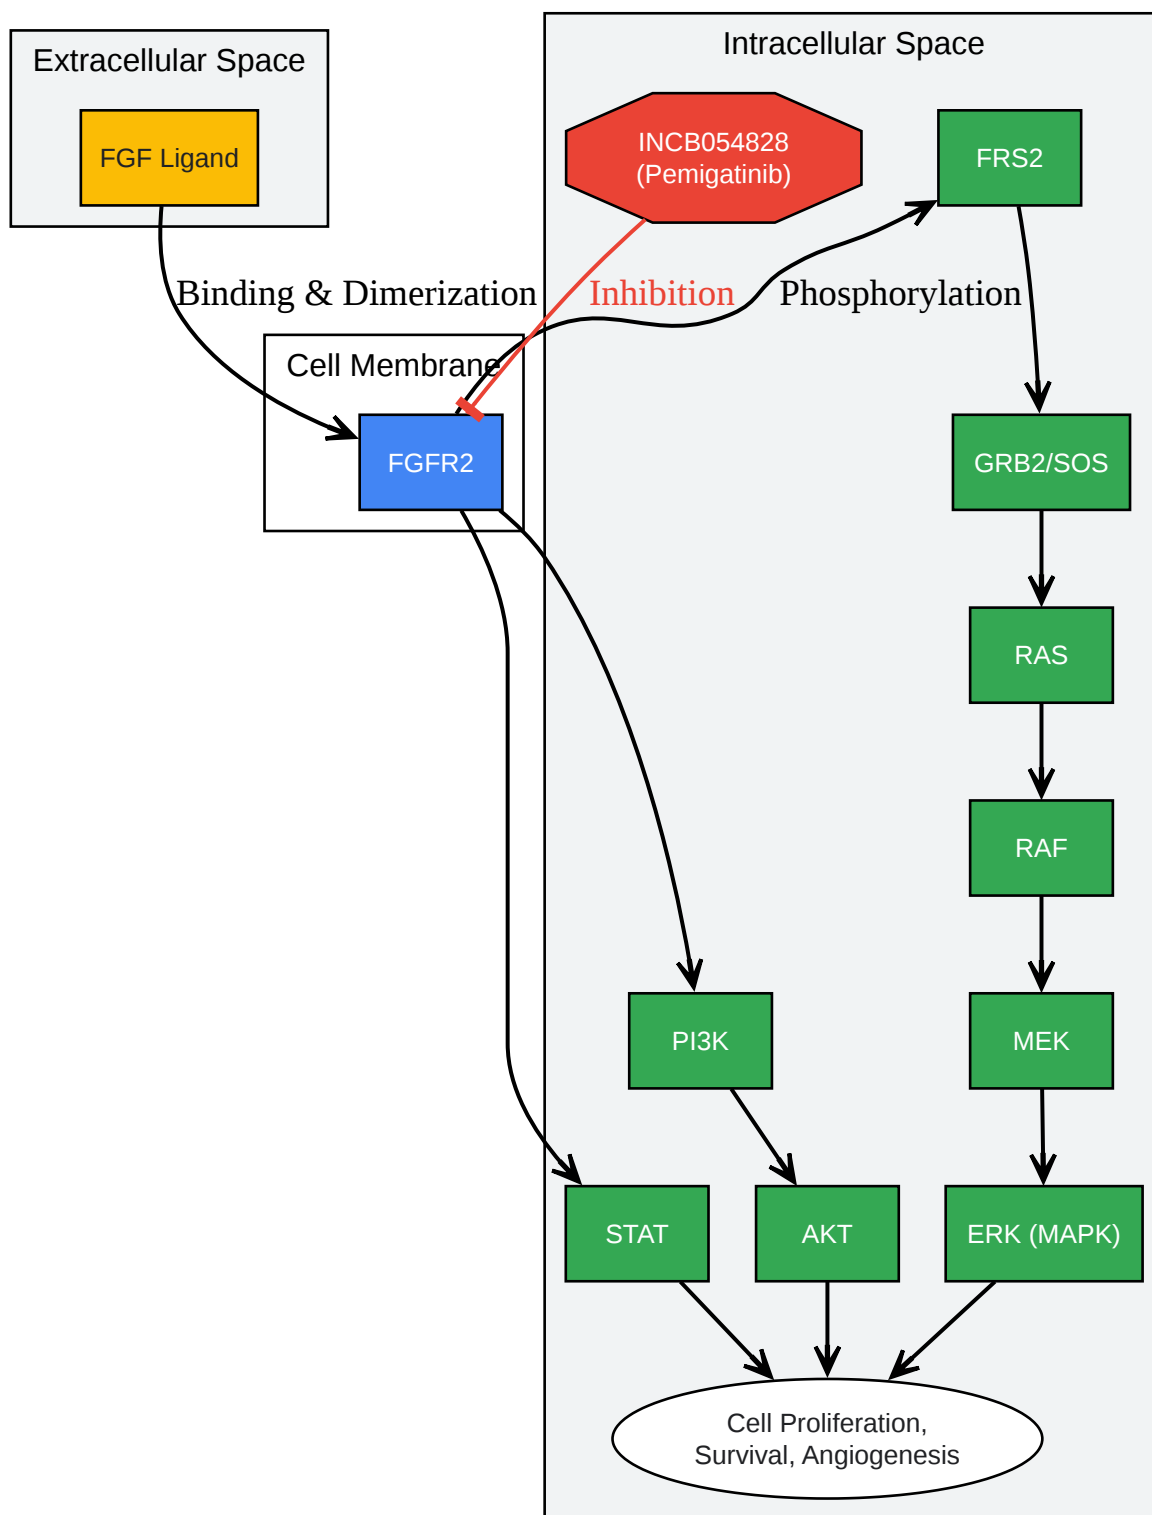 Extracellular Space
FGF Ligand
Intracellular Space
INCB054828
(Pemigatinib)
FRS2
Binding & Dimerization
Inhibition
Phosphorylation
Cell Membrane
FGFR2
GRB2/SOS
RAS
RAF
PI3K
MEK
STAT
AKT
ERK (MAPK)
Cell Proliferation,
Survival, Angiogenesis